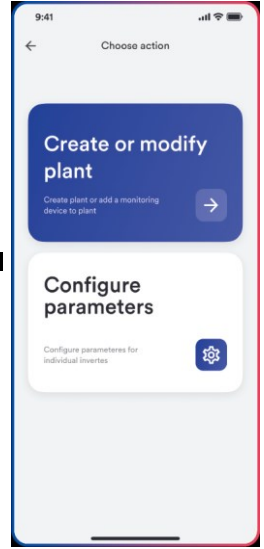 9:41
Choose action
Create or modify
plant
Create plant or add a monitoring
device to plant
Configure
parameters
Configure parameteres for
individual invertes